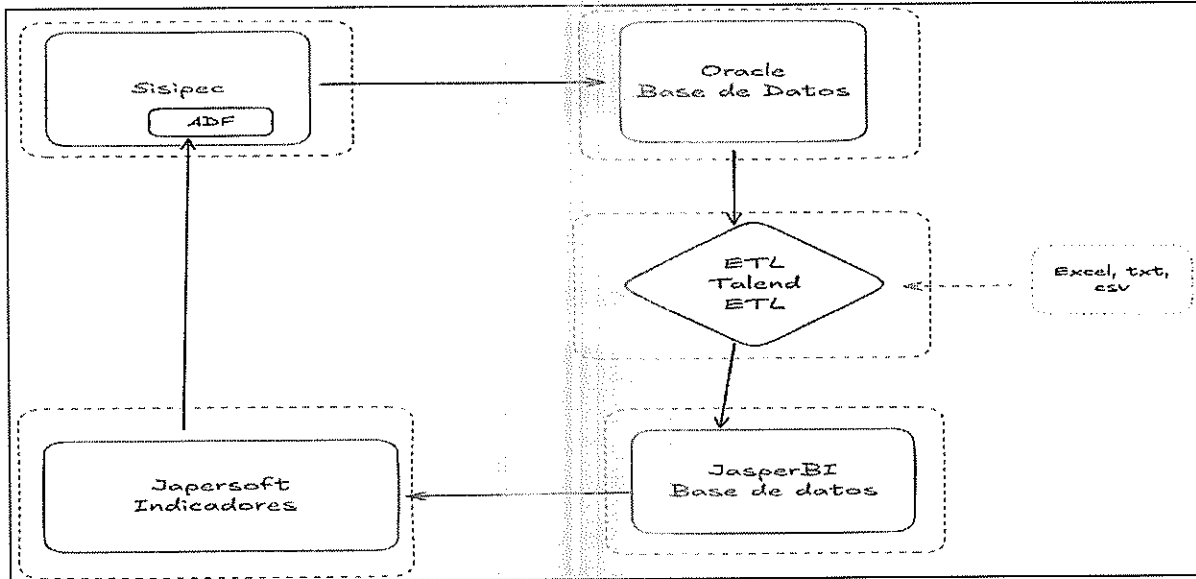 Sisipec
ADF
Oracle
Base de Datos
ETL
Talend
ETL
Excel, txt,
csv
Japersoft
Indicadores
JasperBI
Base de datos